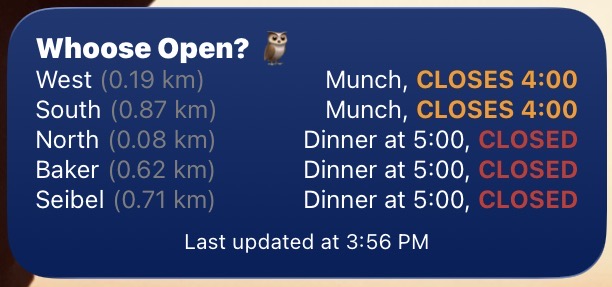 Whoose Open? 🦉
West (0.19 km) Munch, CLOSES 4:00
South (0.87 km) Munch, CLOSES 4:00
North (0.08 km) Dinner at 5:00, CLOSED
Baker (0.62 km) Dinner at 5:00, CLOSED
Seibel (0.71 km) Dinner at 5:00, CLOSED
Last updated at 3:56 PM